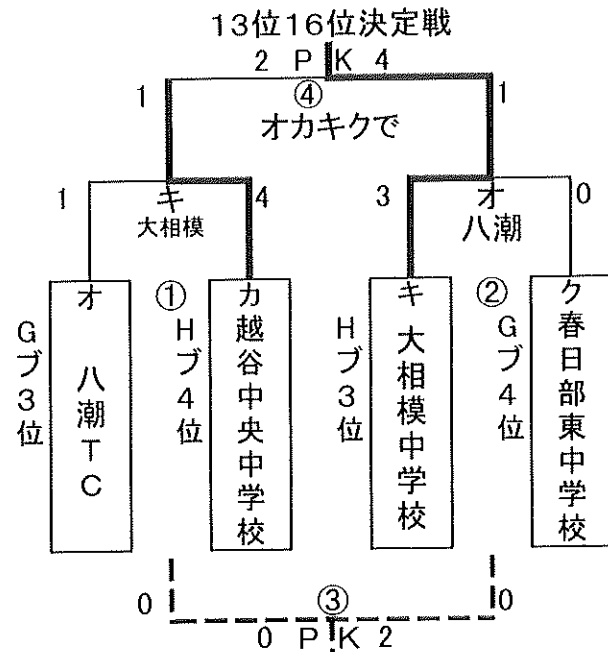 13位16位決定戦
2 PK 4
1 ④ 1
オカキクで
1 キ 4 3 オ 0
大相模 八潮
オ ① カ キ ② ク
Gブ3位
八潮TC
Hブ4位
越谷中央中学校
Hブ3位
大相模中学校
Gブ4位
春日部東中学校
0 ③ 0
0 PK 2